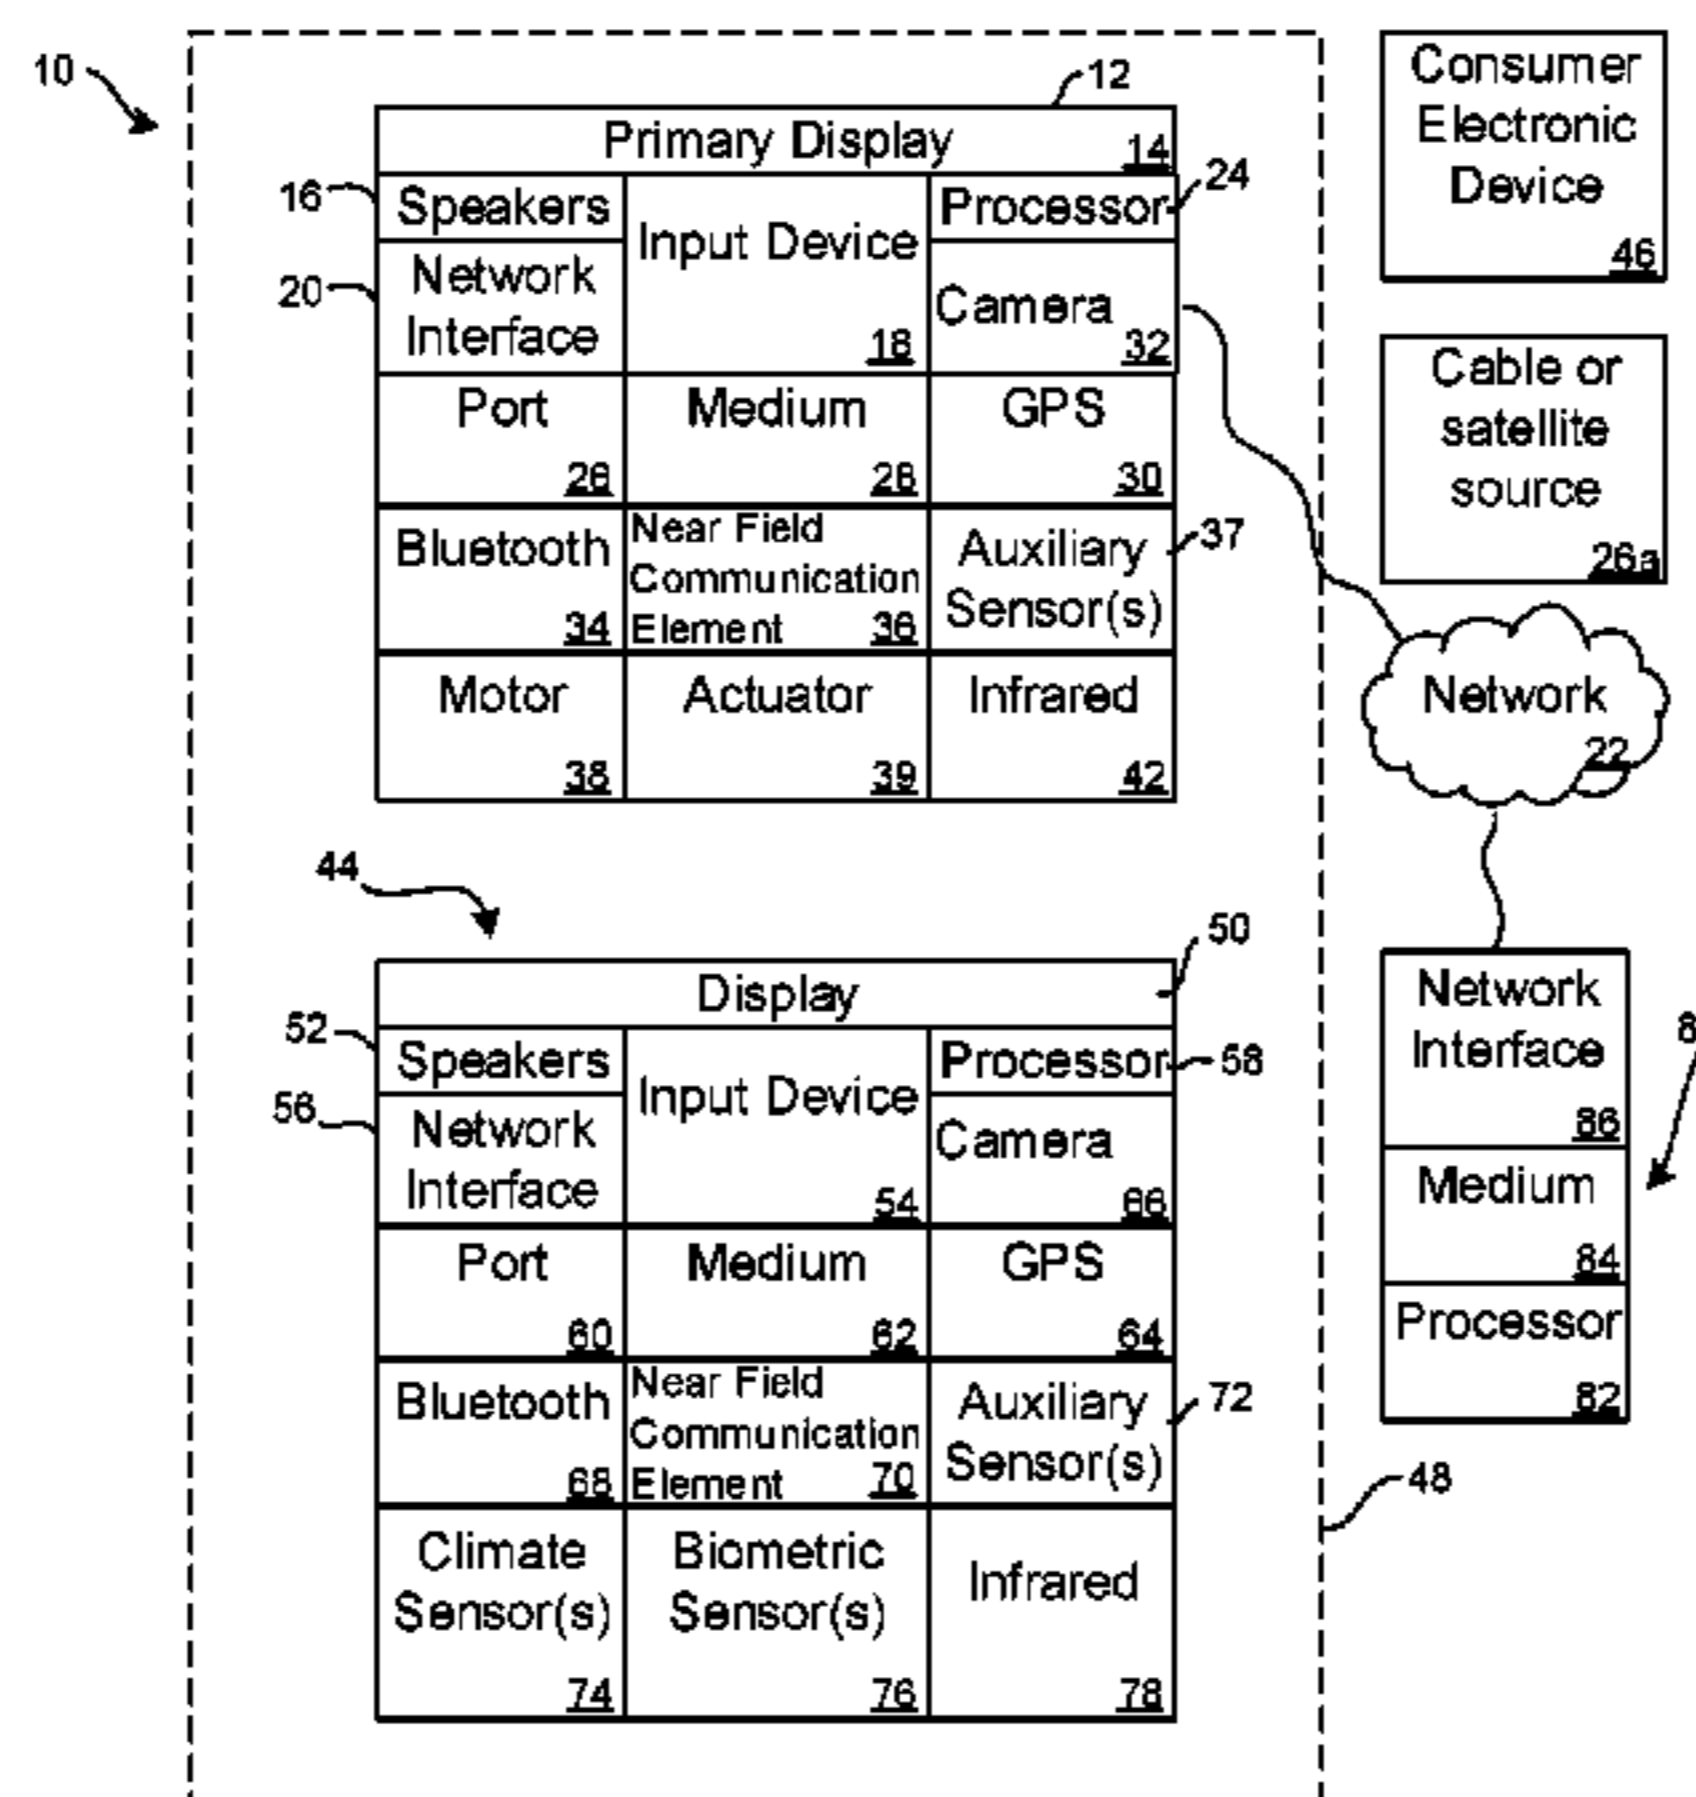 10
12
Primary Display
14
16
Speakers
Input Device
18
Processor
24
20
Network
Interface
Camera
32
Port
26
Medium
28
GPS
30
Bluetooth
34
Near Field
Communication
Element 36
Auxiliary
Sensor(s)
37
Motor
38
Actuator
39
Infrared
42
44
Display
50
52
Speakers
Input Device
54
Processor
58
56
Network
Interface
Camera
66
Port
60
Medium
62
GPS
64
Bluetooth
68
Near Field
Communication
Element 70
Auxiliary
Sensor(s)
72
Climate
Sensor(s)
74
Biometric
Sensor(s)
76
Infrared
78
Consumer
Electronic
Device
46
Cable or
satellite
source
26a
Network
22
Network
Interface
86
Medium
84
Processor
82
48